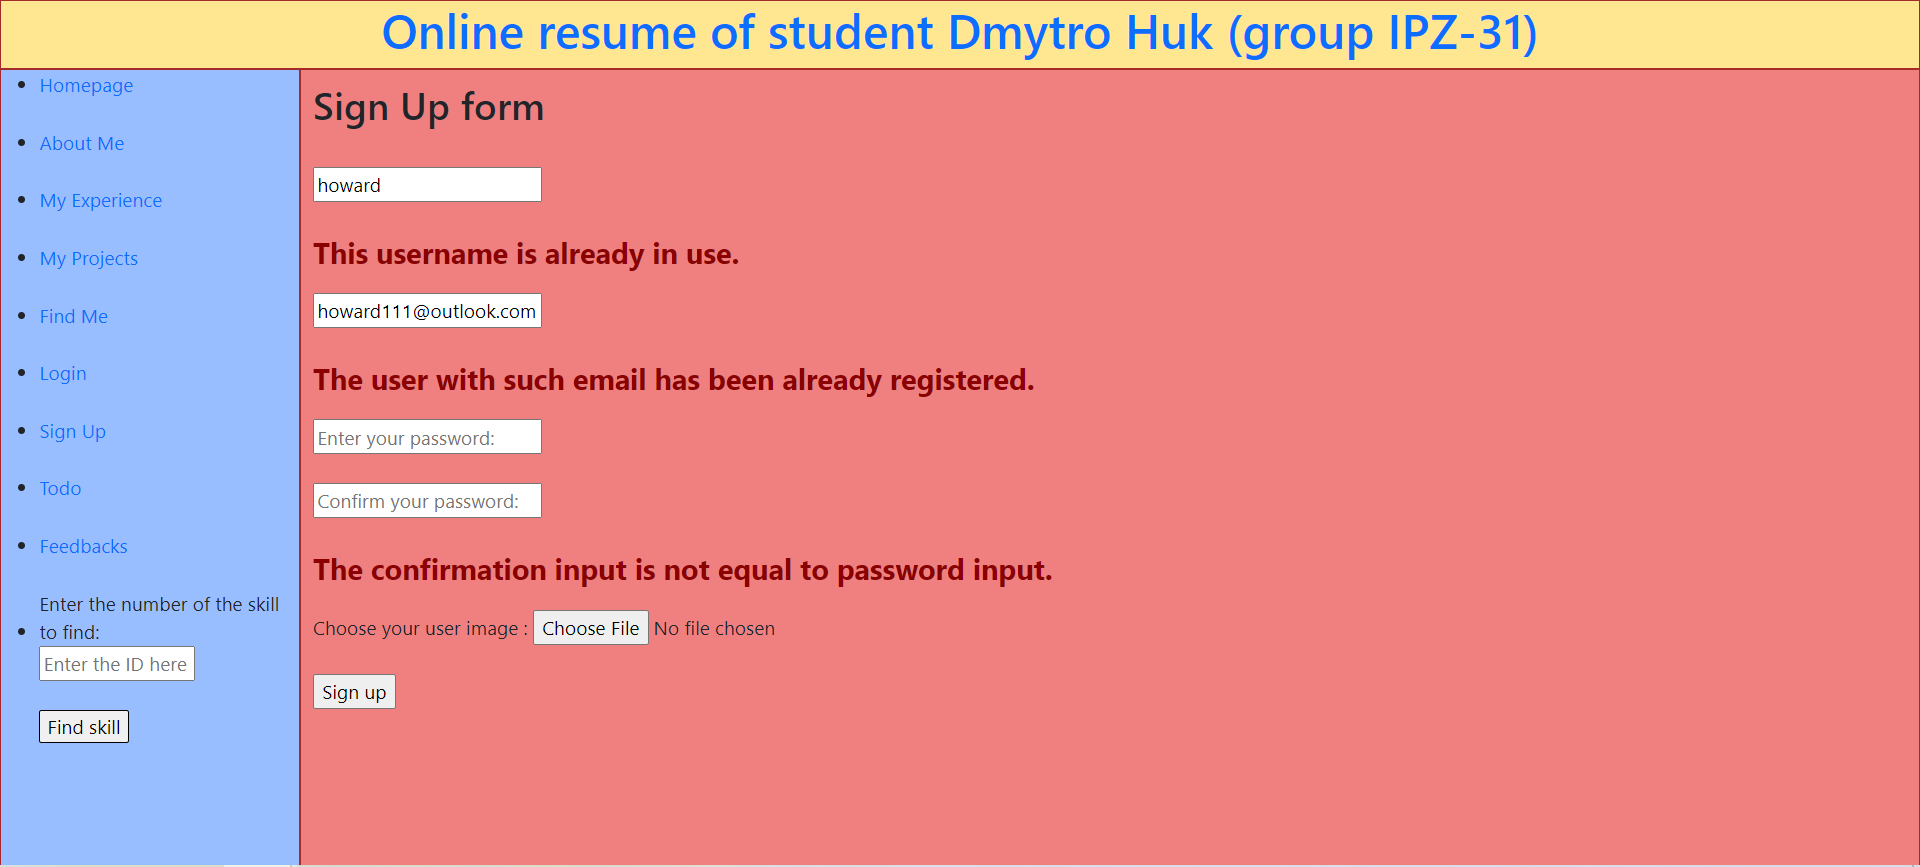 Online resume of student Dmytro Huk (group IPZ-31)
Homepage
About Me
My Experience
My Projects
Find Me
Login
Sign Up
Todo
Feedbacks
Enter the number of the skill
to find:
Enter the ID here
Find skill
Sign Up form
howard
This username is already in use.
howard111@outlook.com
The user with such email has been already registered.
Enter your password:
Confirm your password:
The confirmation input is not equal to password input.
Choose your user image : Choose File No file chosen
Sign up